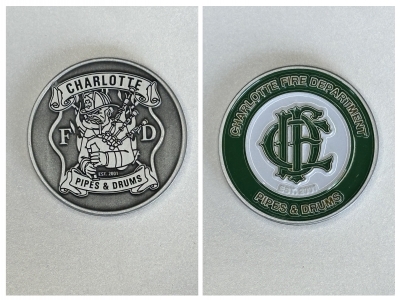 CHARLOTTE
F D
EST. 2001
PIPES & DRUMS
CHARLOTTE FIRE DEPARTMENT
CFD
EST. 2001
PIPES & DRUMS